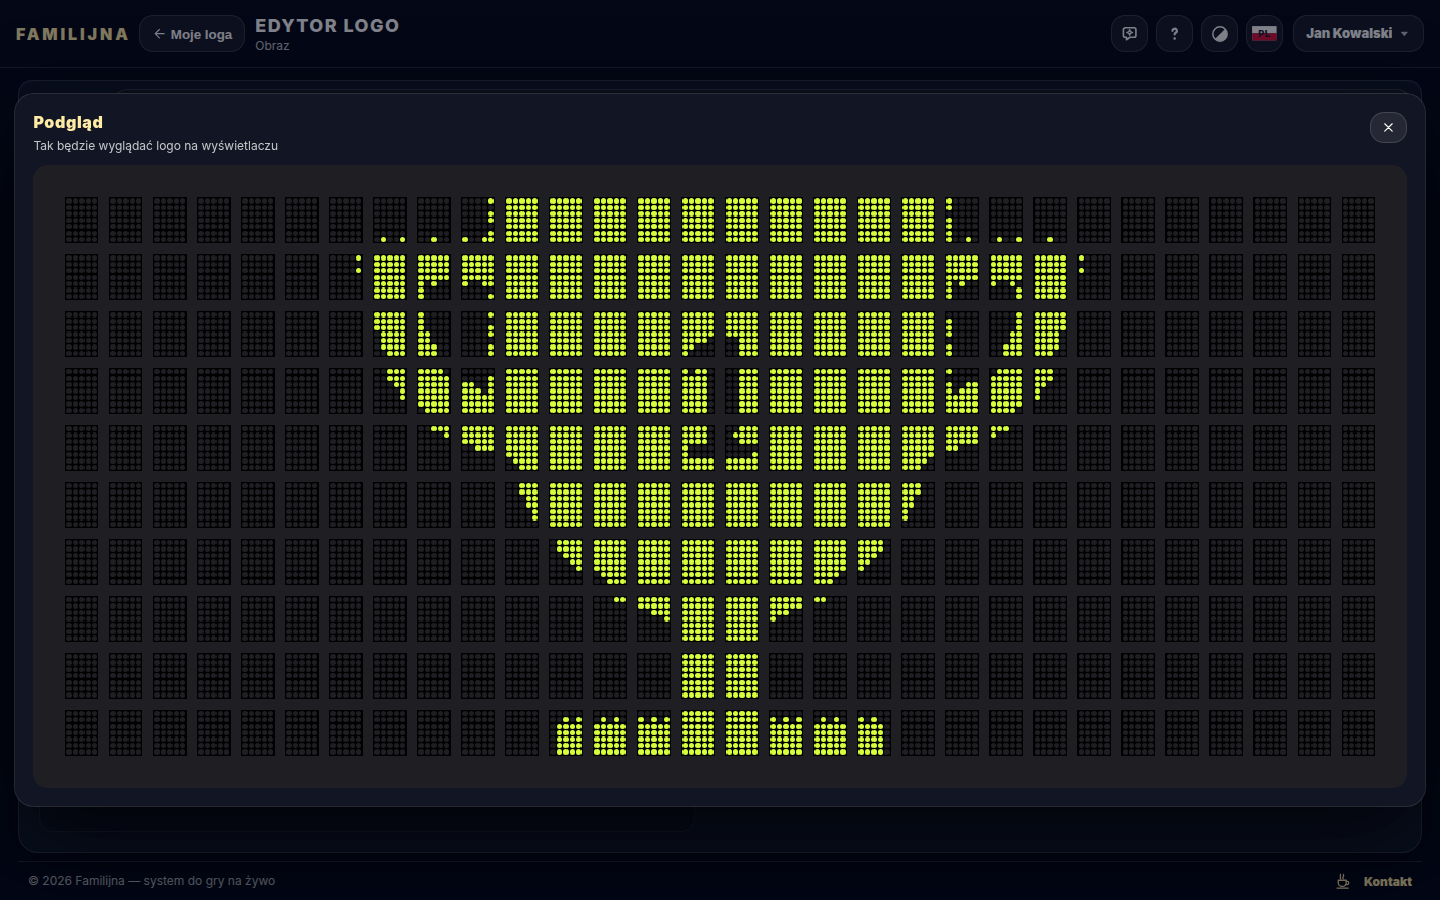 FAMILIJNA
← Moje loga
EDYTOR LOGO
Obraz
?
PL
Jan Kowalski
Podgląd
Tak będzie wyglądać logo na wyświetlaczu
© 2026 Familijna — system do gry na żywo
Kontakt